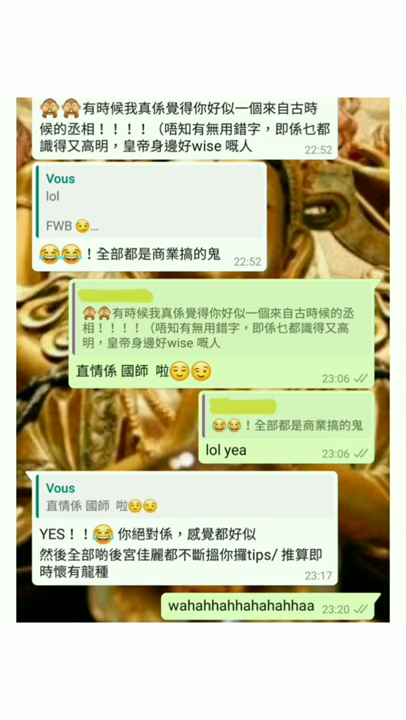 🙈🙈有時候我真係覺得你好似一個來自古時
候的丞相！！！！（唔知有無用錯字，即係乜都
識得又高明，皇帝身邊好wise 嘅人
22:52
Vous
lol
FWB 😏...
😂😂！全部都是商業搞的鬼
22:52
🙈🙈有時候我真係覺得你好似一個來自古時候的丞
相！！！！（唔知有無用錯字，即係乜都識得又高
明，皇帝身邊好wise 嘅人
直情係 國師 啦😏😏
23:06
😂😂！全部都是商業搞的鬼
lol yea
23:06
Vous
直情係 國師 啦😏😏
YES！！😂 你絕對係，感覺都好似
然後全部啲後宮佳麗都不斷搵你攞tips/ 推算即
時懷有龍種
23:17
wahahhahhahahahhaa
23:20